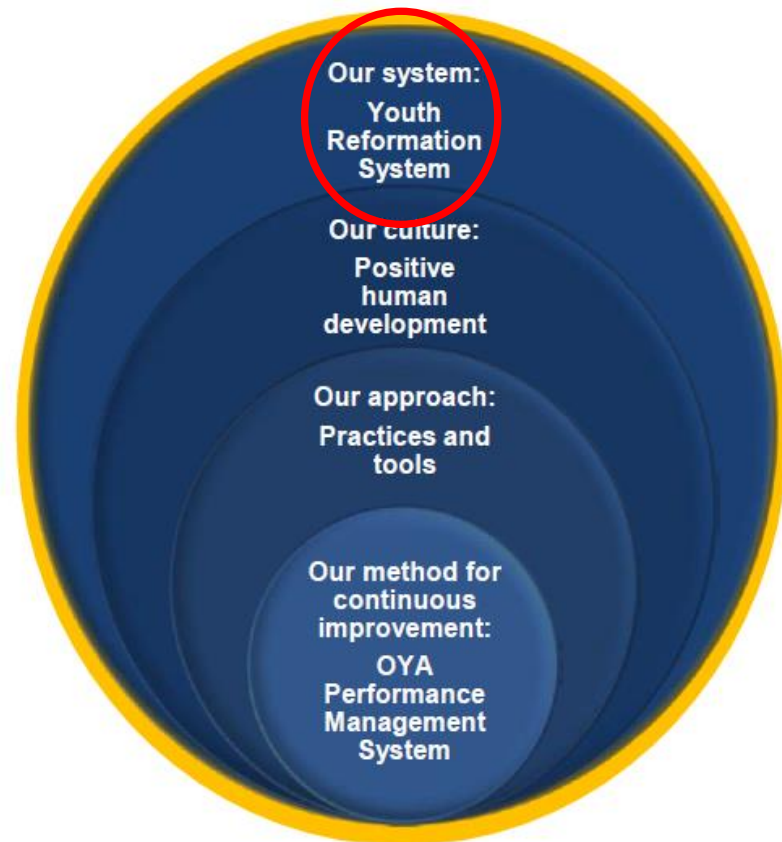 Our system:
Youth
Reformation
System
Our culture:
Positive
human
development
Our approach:
Practices and
tools
Our method for
continuous
improvement:
OYA
Performance
Management
System